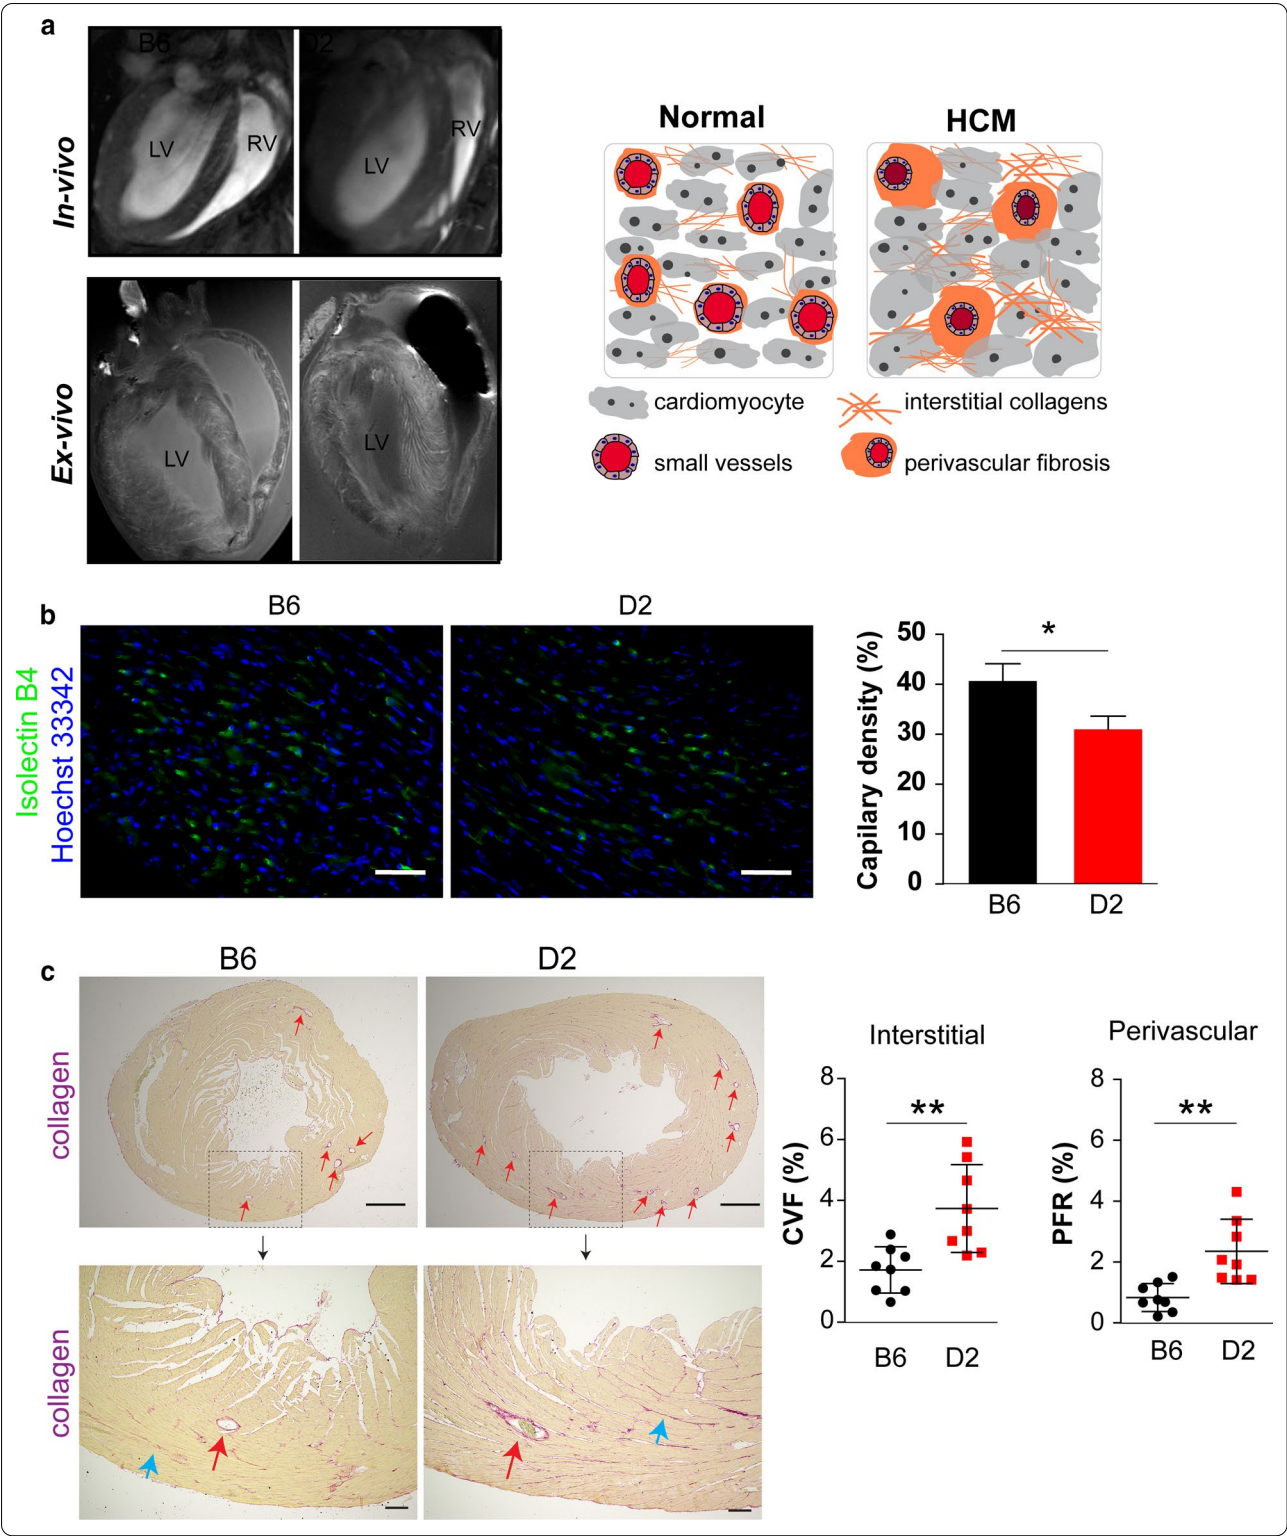 a
B6
D2
In-vivo
LV
RV
LV
RV
Ex-vivo
LV
LV
Normal
HCM
cardiomyocyte
interstitial collagens
small vessels
perivascular fibrosis
b
B6
D2
Isolectin B4
Hoechst 33342
Capilary density (%)
50
40
30
20
10
0
*
B6
D2
c
B6
D2
collagen
collagen
Interstitial
CVF (%)
8
6
4
2
0
**
B6
D2
Perivascular
PFR (%)
8
6
4
2
0
**
B6
D2